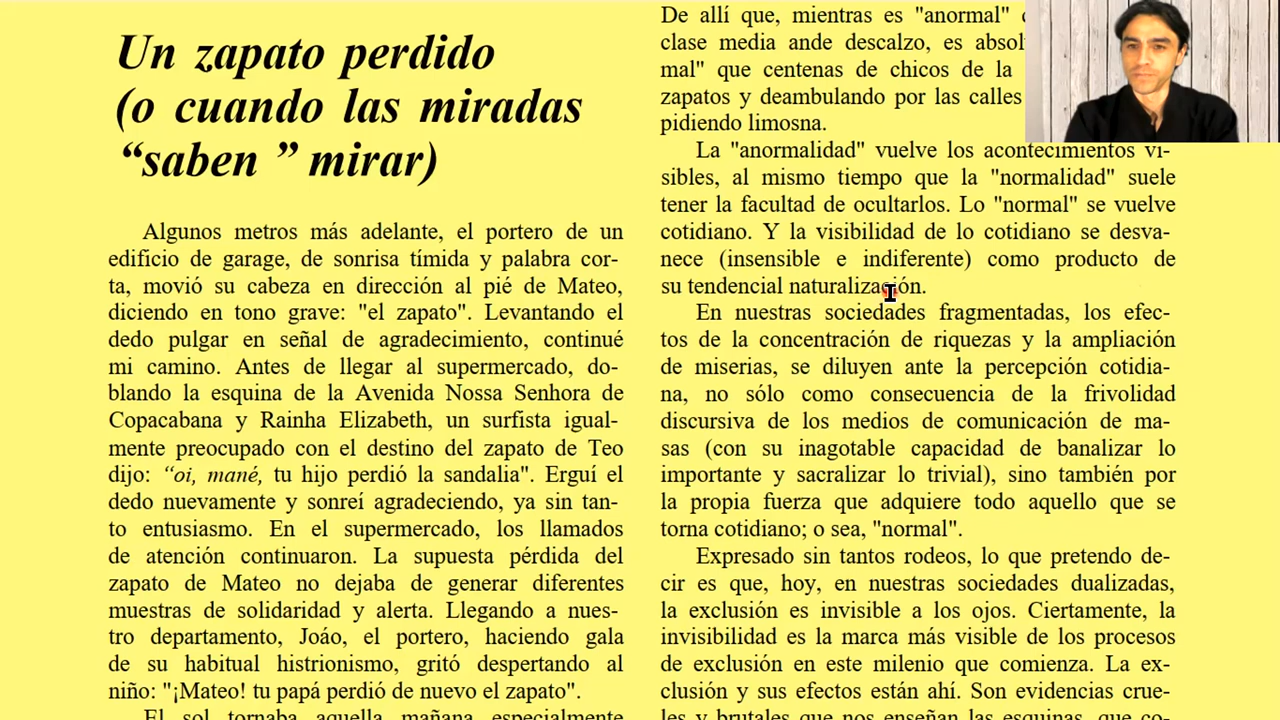 Un zapato perdido
(o cuando las miradas
“saben ” mirar)
Algunos metros más adelante, el portero de un
edificio de garage, de sonrisa tímida y palabra cor-
ta, movió su cabeza en dirección al pié de Mateo,
diciendo en tono grave: "el zapato". Levantando el
dedo pulgar en señal de agradecimiento, continué
mi camino. Antes de llegar al supermercado, do-
blando la esquina de la Avenida Nossa Senhora de
Copacabana y Rainha Elizabeth, un surfista igual-
mente preocupado con el destino del zapato de Teo
dijo: “oi, mané, tu hijo perdió la sandalia". Erguí el
dedo nuevamente y sonreí agradeciendo, ya sin tan-
to entusiasmo. En el supermercado, los llamados
de atención continuaron. La supuesta pérdida del
zapato de Mateo no dejaba de generar diferentes
muestras de solidaridad y alerta. Llegando a nues-
tro departamento, Joáo, el portero, haciendo gala
de su habitual histrionismo, gritó despertando al
niño: "¡Mateo! tu papá perdió de nuevo el zapato".
El sol tornaba aquella mañana especialmente
De allí que, mientras es "anormal"
clase media ande descalzo, es
mal" que centenas de chicos de la
zapatos y deambulando por las calles
pidiendo limosna.
La "anormalidad" vuelve los acontecimientos vi-
sibles, al mismo tiempo que la "normalidad" suele
tener la facultad de ocultarlos. Lo "normal" se vuelve
cotidiano. Y la visibilidad de lo cotidiano se desva-
nece (insensible e indiferente) como producto de
su tendencial naturalización.
En nuestras sociedades fragmentadas, los efec-
tos de la concentración de riquezas y la ampliación
de miserias, se diluyen ante la percepción cotidia-
na, no sólo como consecuencia de la frivolidad
discursiva de los medios de comunicación de ma-
sas (con su inagotable capacidad de banalizar lo
importante y sacralizar lo trivial), sino también por
la propia fuerza que adquiere todo aquello que se
torna cotidiano; o sea, "normal".
Expresado sin tantos rodeos, lo que pretendo de-
cir es que, hoy, en nuestras sociedades dualizadas,
la exclusión es invisible a los ojos. Ciertamente, la
invisibilidad es la marca más visible de los procesos
de exclusión en este milenio que comienza. La ex-
clusión y sus efectos están ahí. Son evidencias crue-
les y brutales que nos enseñan las esquinas, que co-